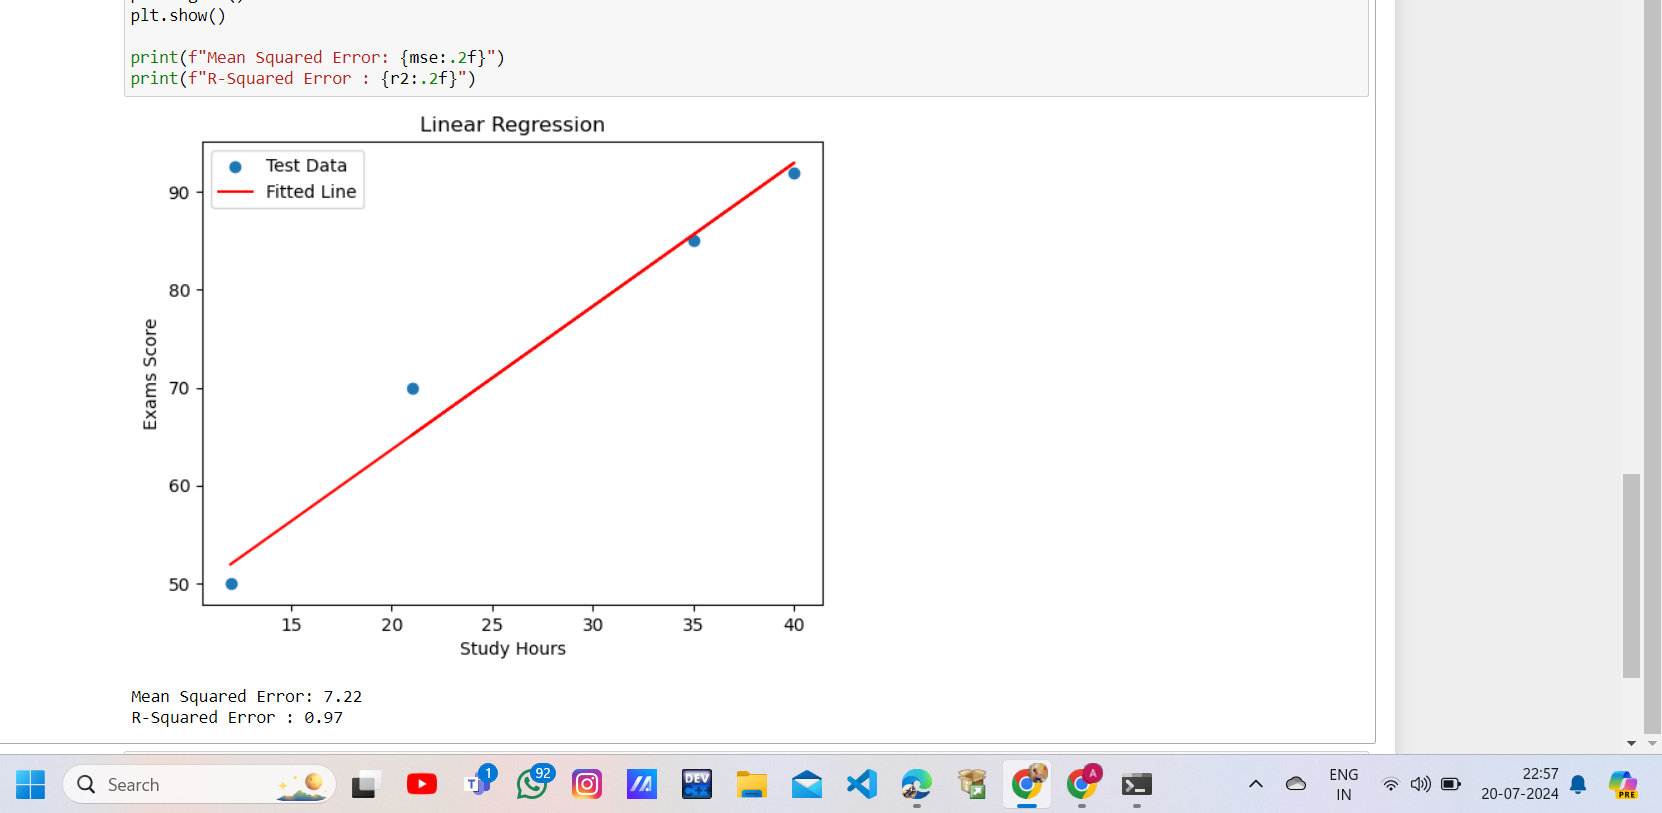 plt.show()
print(f"Mean Squared Error: {mse:.2f}")
print(f"R-Squared Error : {r2:.2f}")
Linear Regression
Test Data
Fitted Line
90
80
70
60
50
Exams Score
15 20 25 30 35 40
Study Hours
Mean Squared Error: 7.22
R-Squared Error : 0.97
Search
1
92
DEV
C++
A
ENG
IN
22:57
20-07-2024
PRE